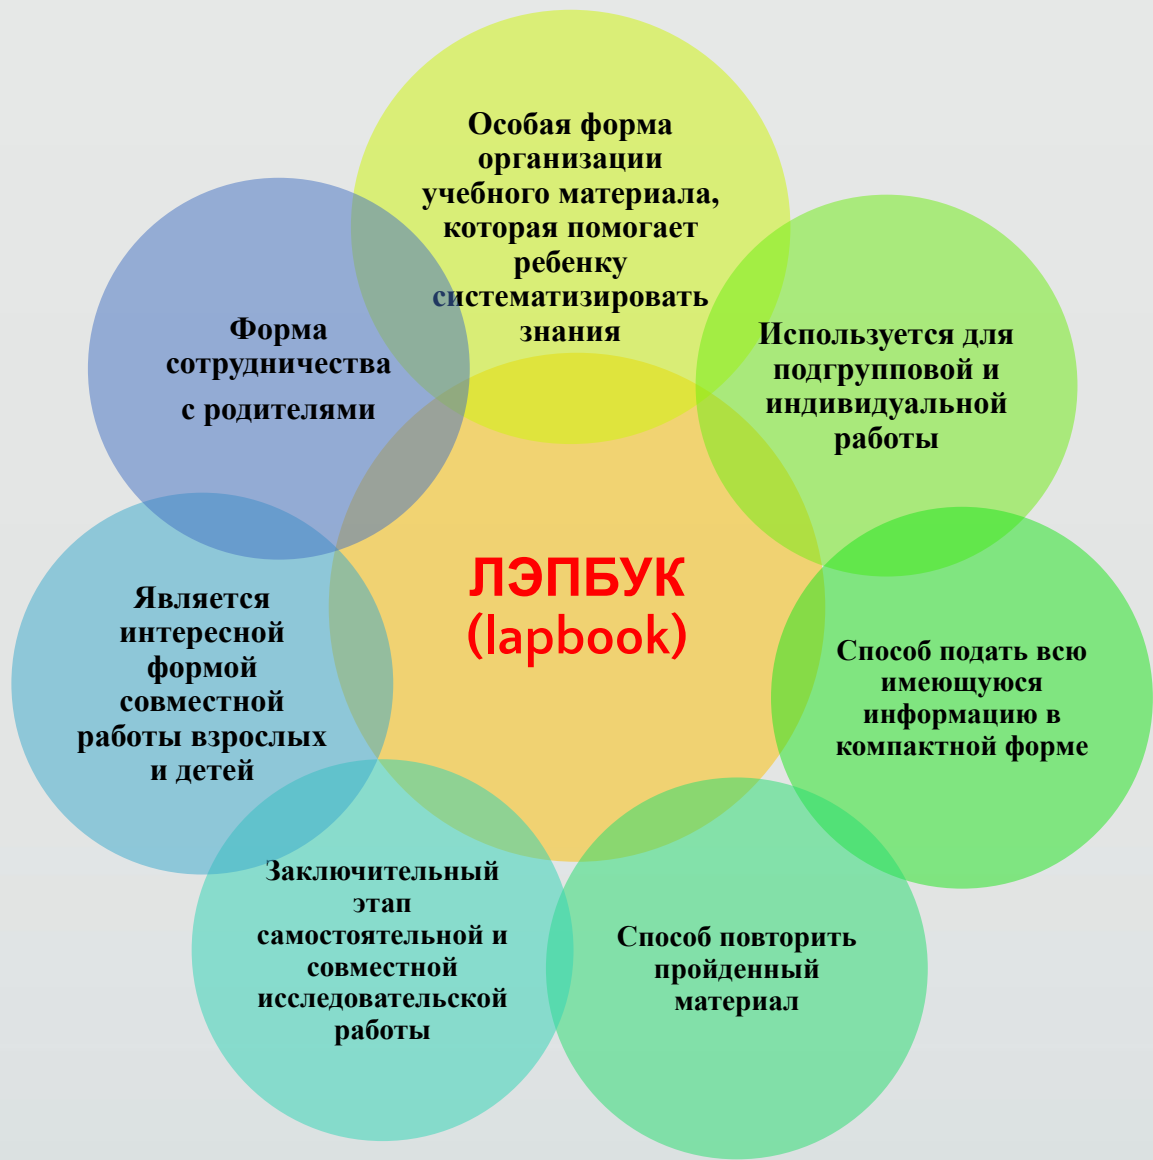 Особая форма
организации
учебного материала,
которая помогает
ребенку
систематизировать
знания
Используется для
подгрупповой и
индивидуальной
работы
Способ подать всю
имеющуюся
информацию в
компактной форме
Способ повторить
пройденный
материал
Заключительный
этап
самостоятельной и
совместной
исследовательской
работы
Является
интересной
формой
совместной
работы взрослых
и детей
Форма
сотрудничества
с родителями
ЛЭПБУК
(lapbook)